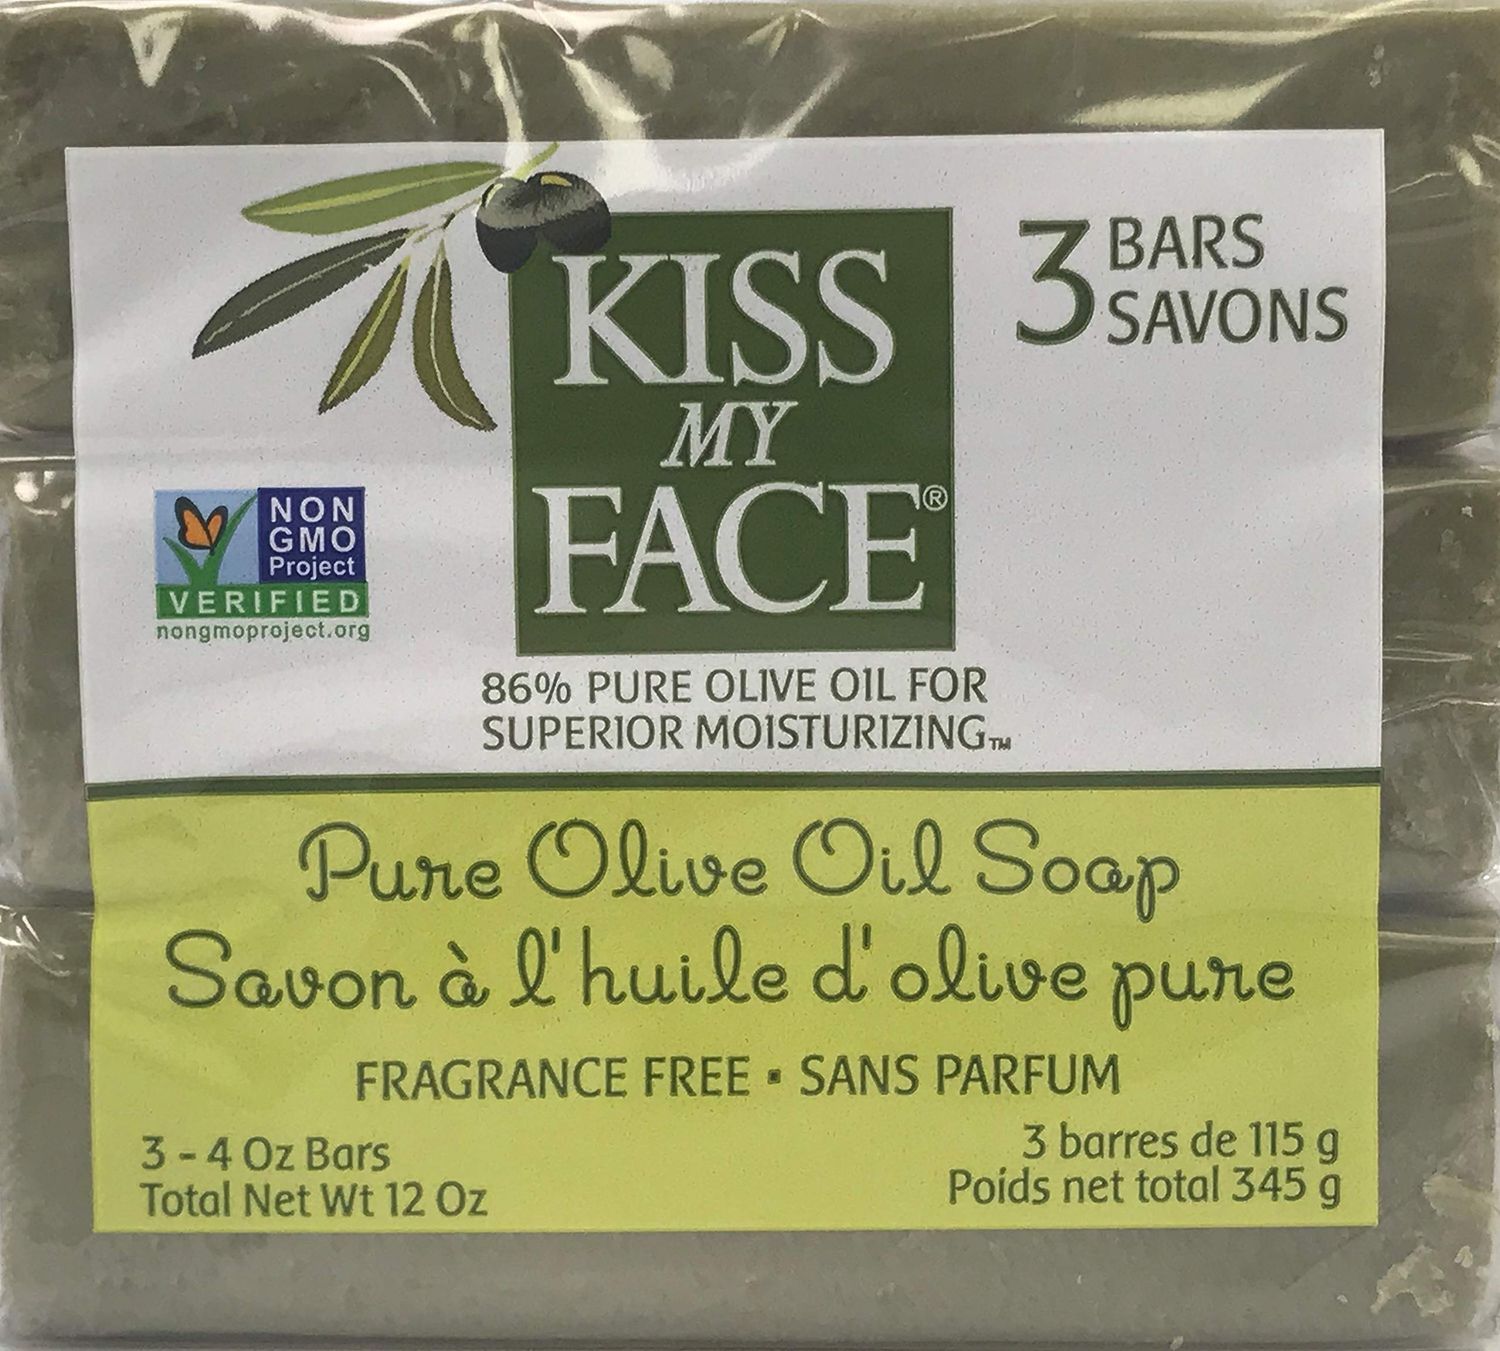 3 BARS
SAVONS
KISS
MY
FACE®
NON
GMO
Project
VERIFIED
nongmoproject.org
86% PURE OLIVE OIL FOR
SUPERIOR MOISTURIZING™
Pure Olive Oil Soap
Savon à l'huile d'olive pure
FRAGRANCE FREE ▪ SANS PARFUM
3 - 4 Oz Bars
Total Net Wt 12 Oz
3 barres de 115 g
Poids net total 345 g